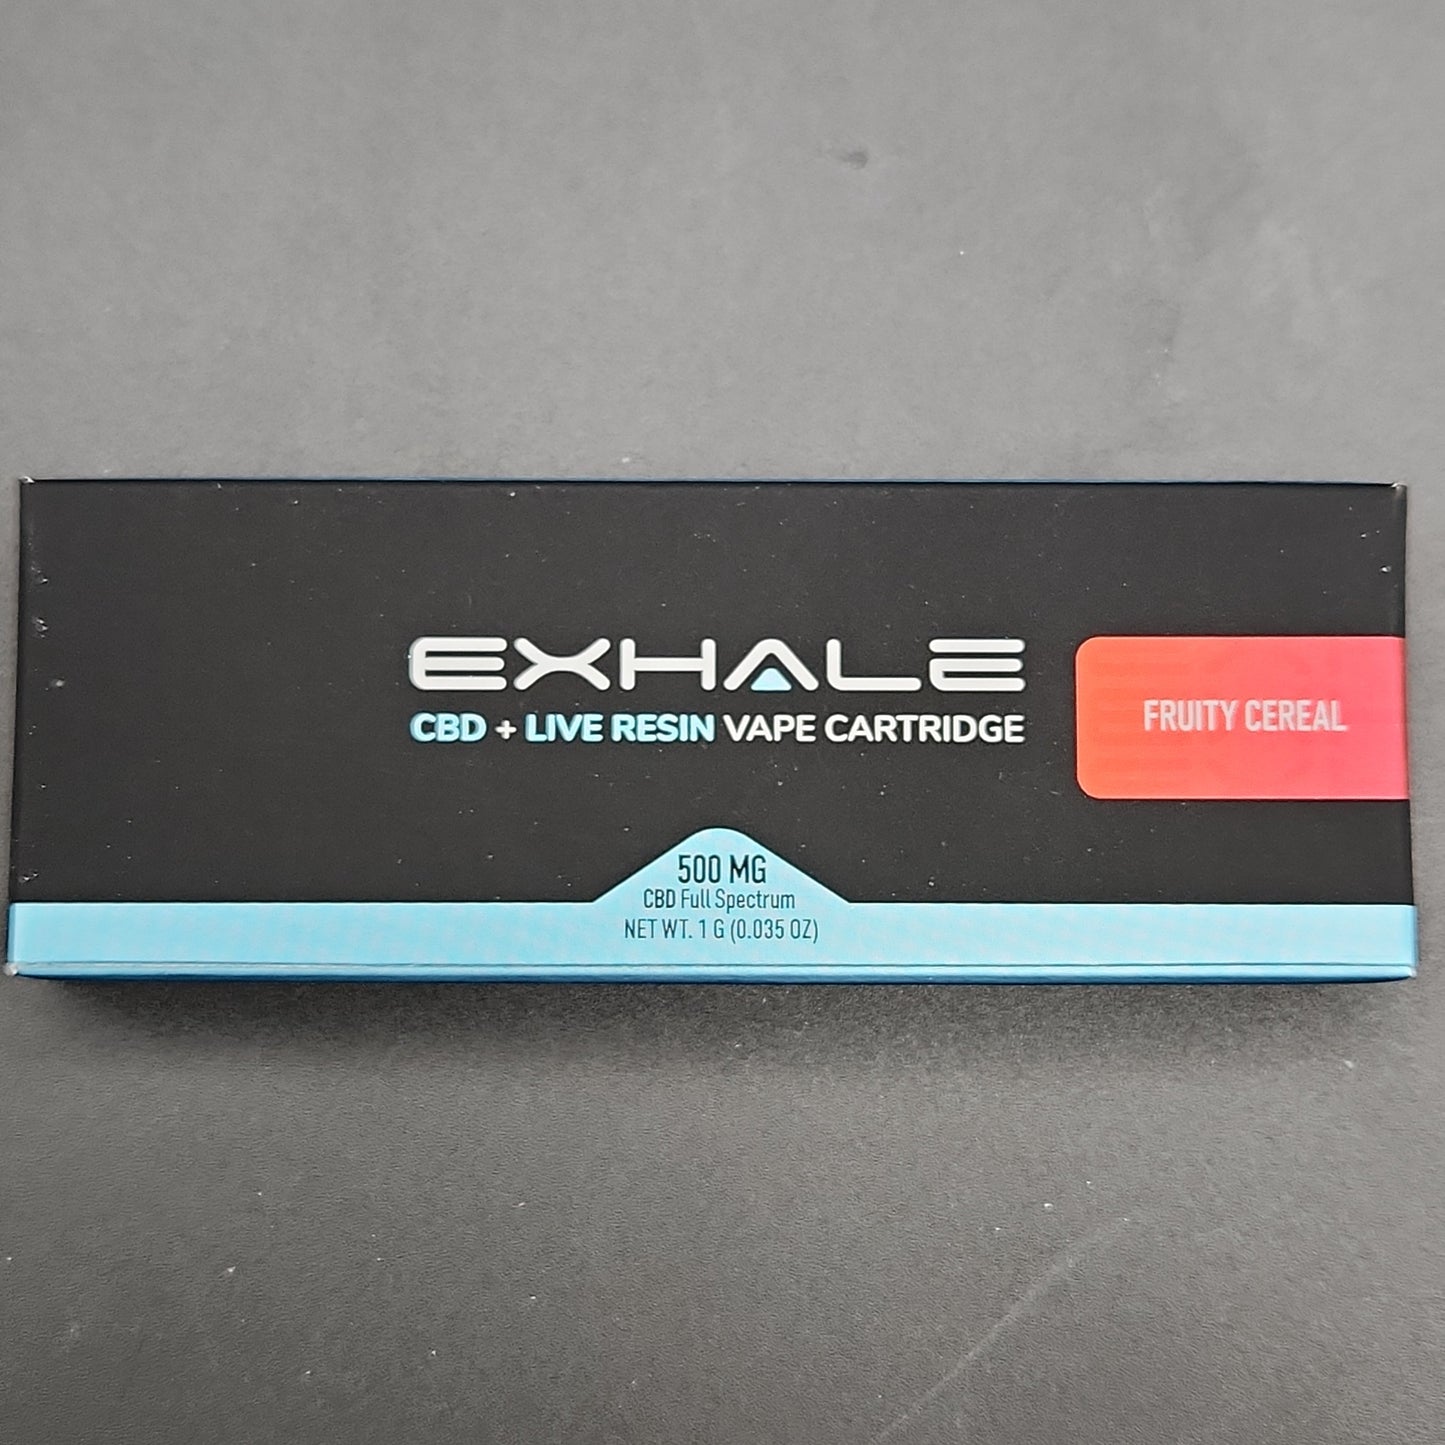 EXHALE
CBD + LIVE RESIN VAPE CARTRIDGE
FRUITY CEREAL
500 MG
CBD Full Spectrum
NET WT. 1 G (0.035 OZ)